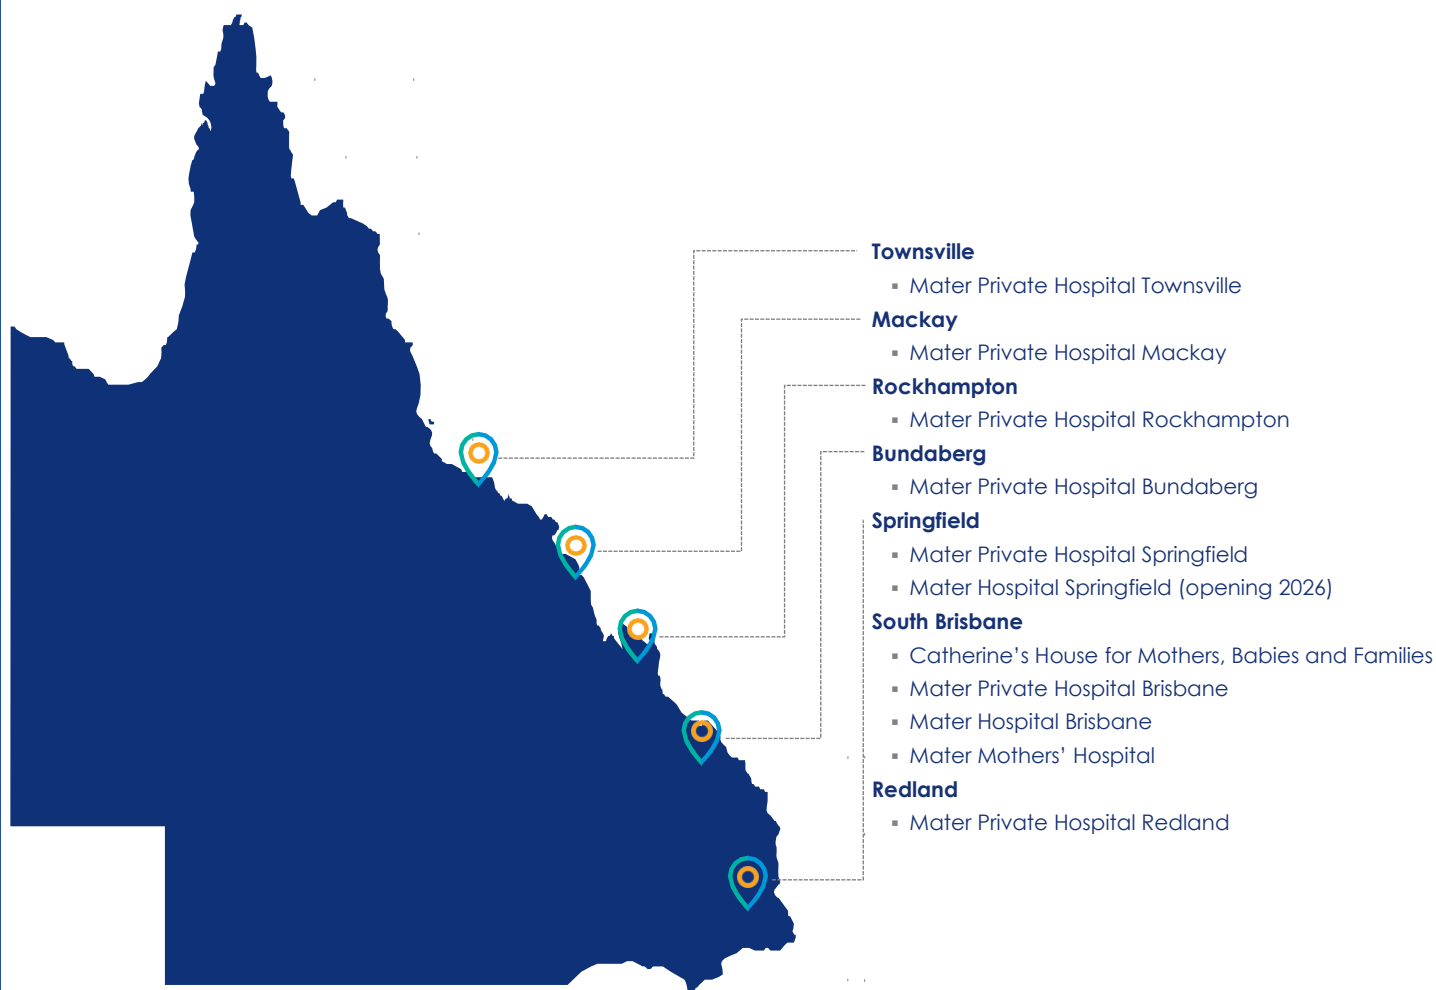 Townsville
▪ Mater Private Hospital Townsville
Mackay
▪ Mater Private Hospital Mackay
Rockhampton
▪ Mater Private Hospital Rockhampton
Bundaberg
▪ Mater Private Hospital Bundaberg
Springfield
▪ Mater Private Hospital Springfield
▪ Mater Hospital Springfield (opening 2026)
South Brisbane
▪ Catherine’s House for Mothers, Babies and Families
▪ Mater Private Hospital Brisbane
▪ Mater Hospital Brisbane
▪ Mater Mothers’ Hospital
Redland
▪ Mater Private Hospital Redland